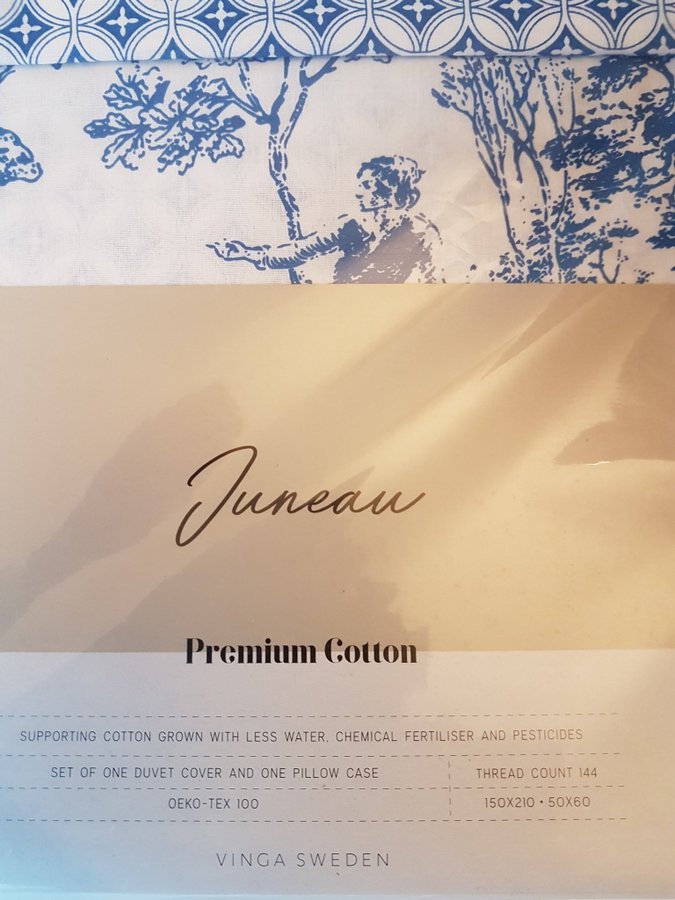 Juneau
Premium Cotton
SUPPORTING COTTON GROWN WITH LESS WATER, CHEMICAL FERTILISER AND PESTICIDES
SET OF ONE DUVET COVER AND ONE PILLOW CASE THREAD COUNT 144
OEKO-TEX 100 150X210 • 50X60
VINGA SWEDEN